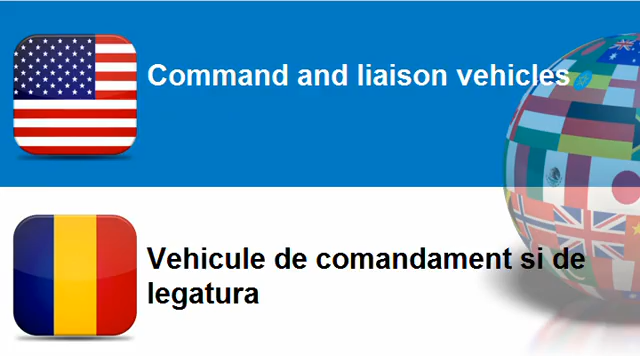 Command and liaison vehicles
Vehicule de comandament si de
legatura